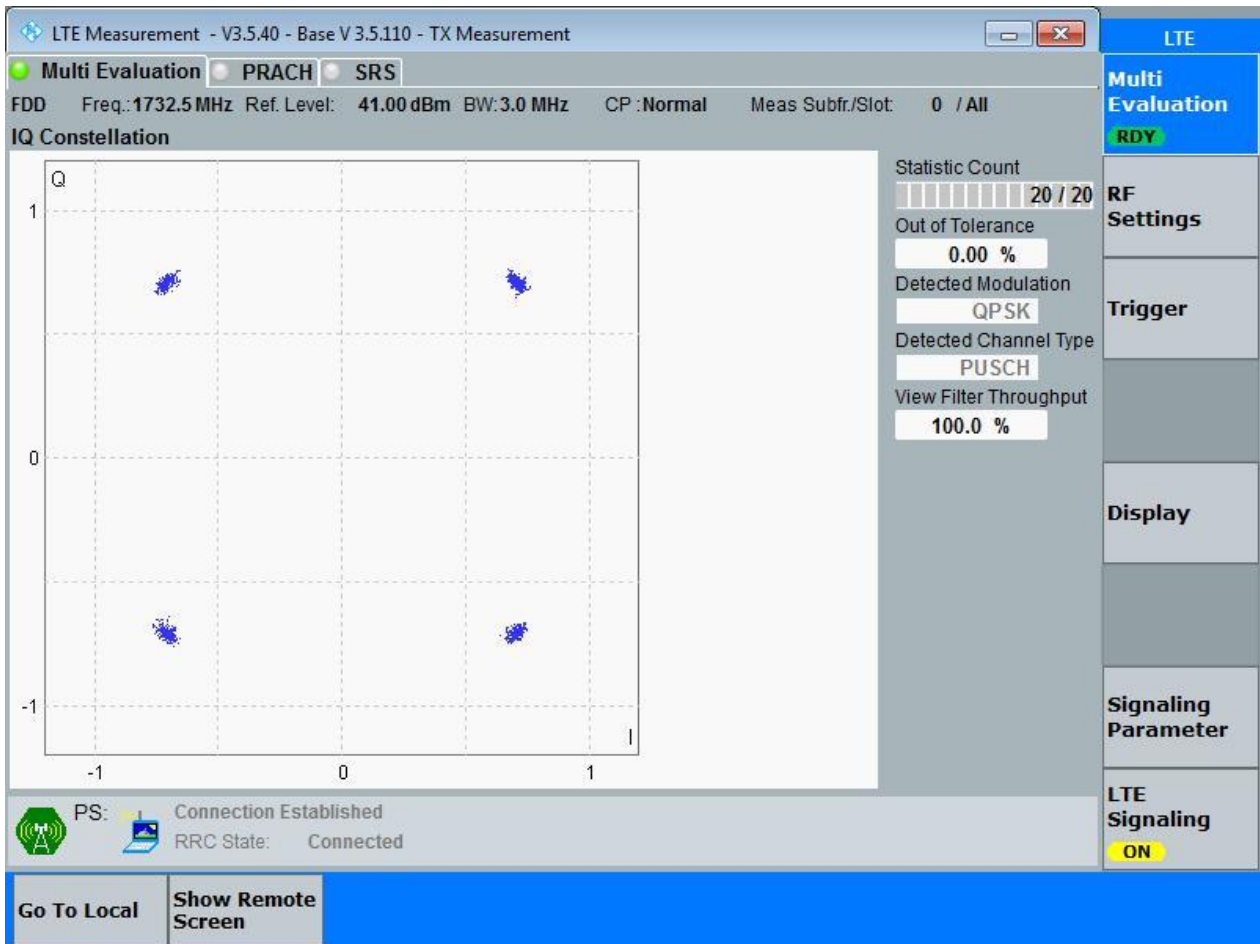 LTE Measurement - V3.5.40 - Base V 3.5.110 - TX Measurement
LTE
Multi Evaluation PRACH SRS
FDD Freq.: 1732.5 MHz Ref. Level: 41.00 dBm BW: 3.0 MHz CP : Normal Meas Subfr./Slot: 0 / All
IQ Constellation
Q
1
0
-1
I
-1 0 1
Statistic Count
20 / 20
Out of Tolerance
0.00 %
Detected Modulation
QPSK
Detected Channel Type
PUSCH
View Filter Throughput
100.0 %
Multi
Evaluation
RDY
RF
Settings
Trigger
Display
Signaling
Parameter
LTE
Signaling
ON
PS: Connection Established
RRC State: Connected
Go To Local
Show Remote
Screen